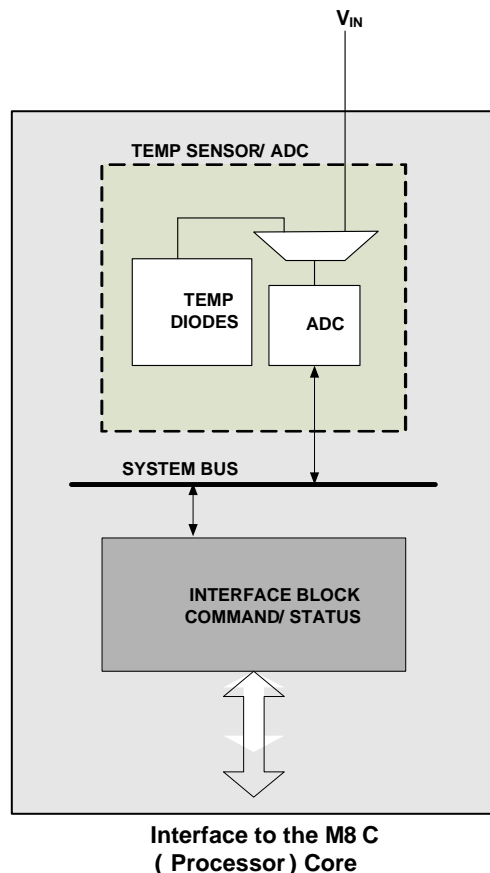 VIN
TEMP SENSOR/ ADC
TEMP
DIODES
ADC
SYSTEM BUS
INTERFACE BLOCK
COMMAND/ STATUS
Interface to the M8 C
( Processor ) Core